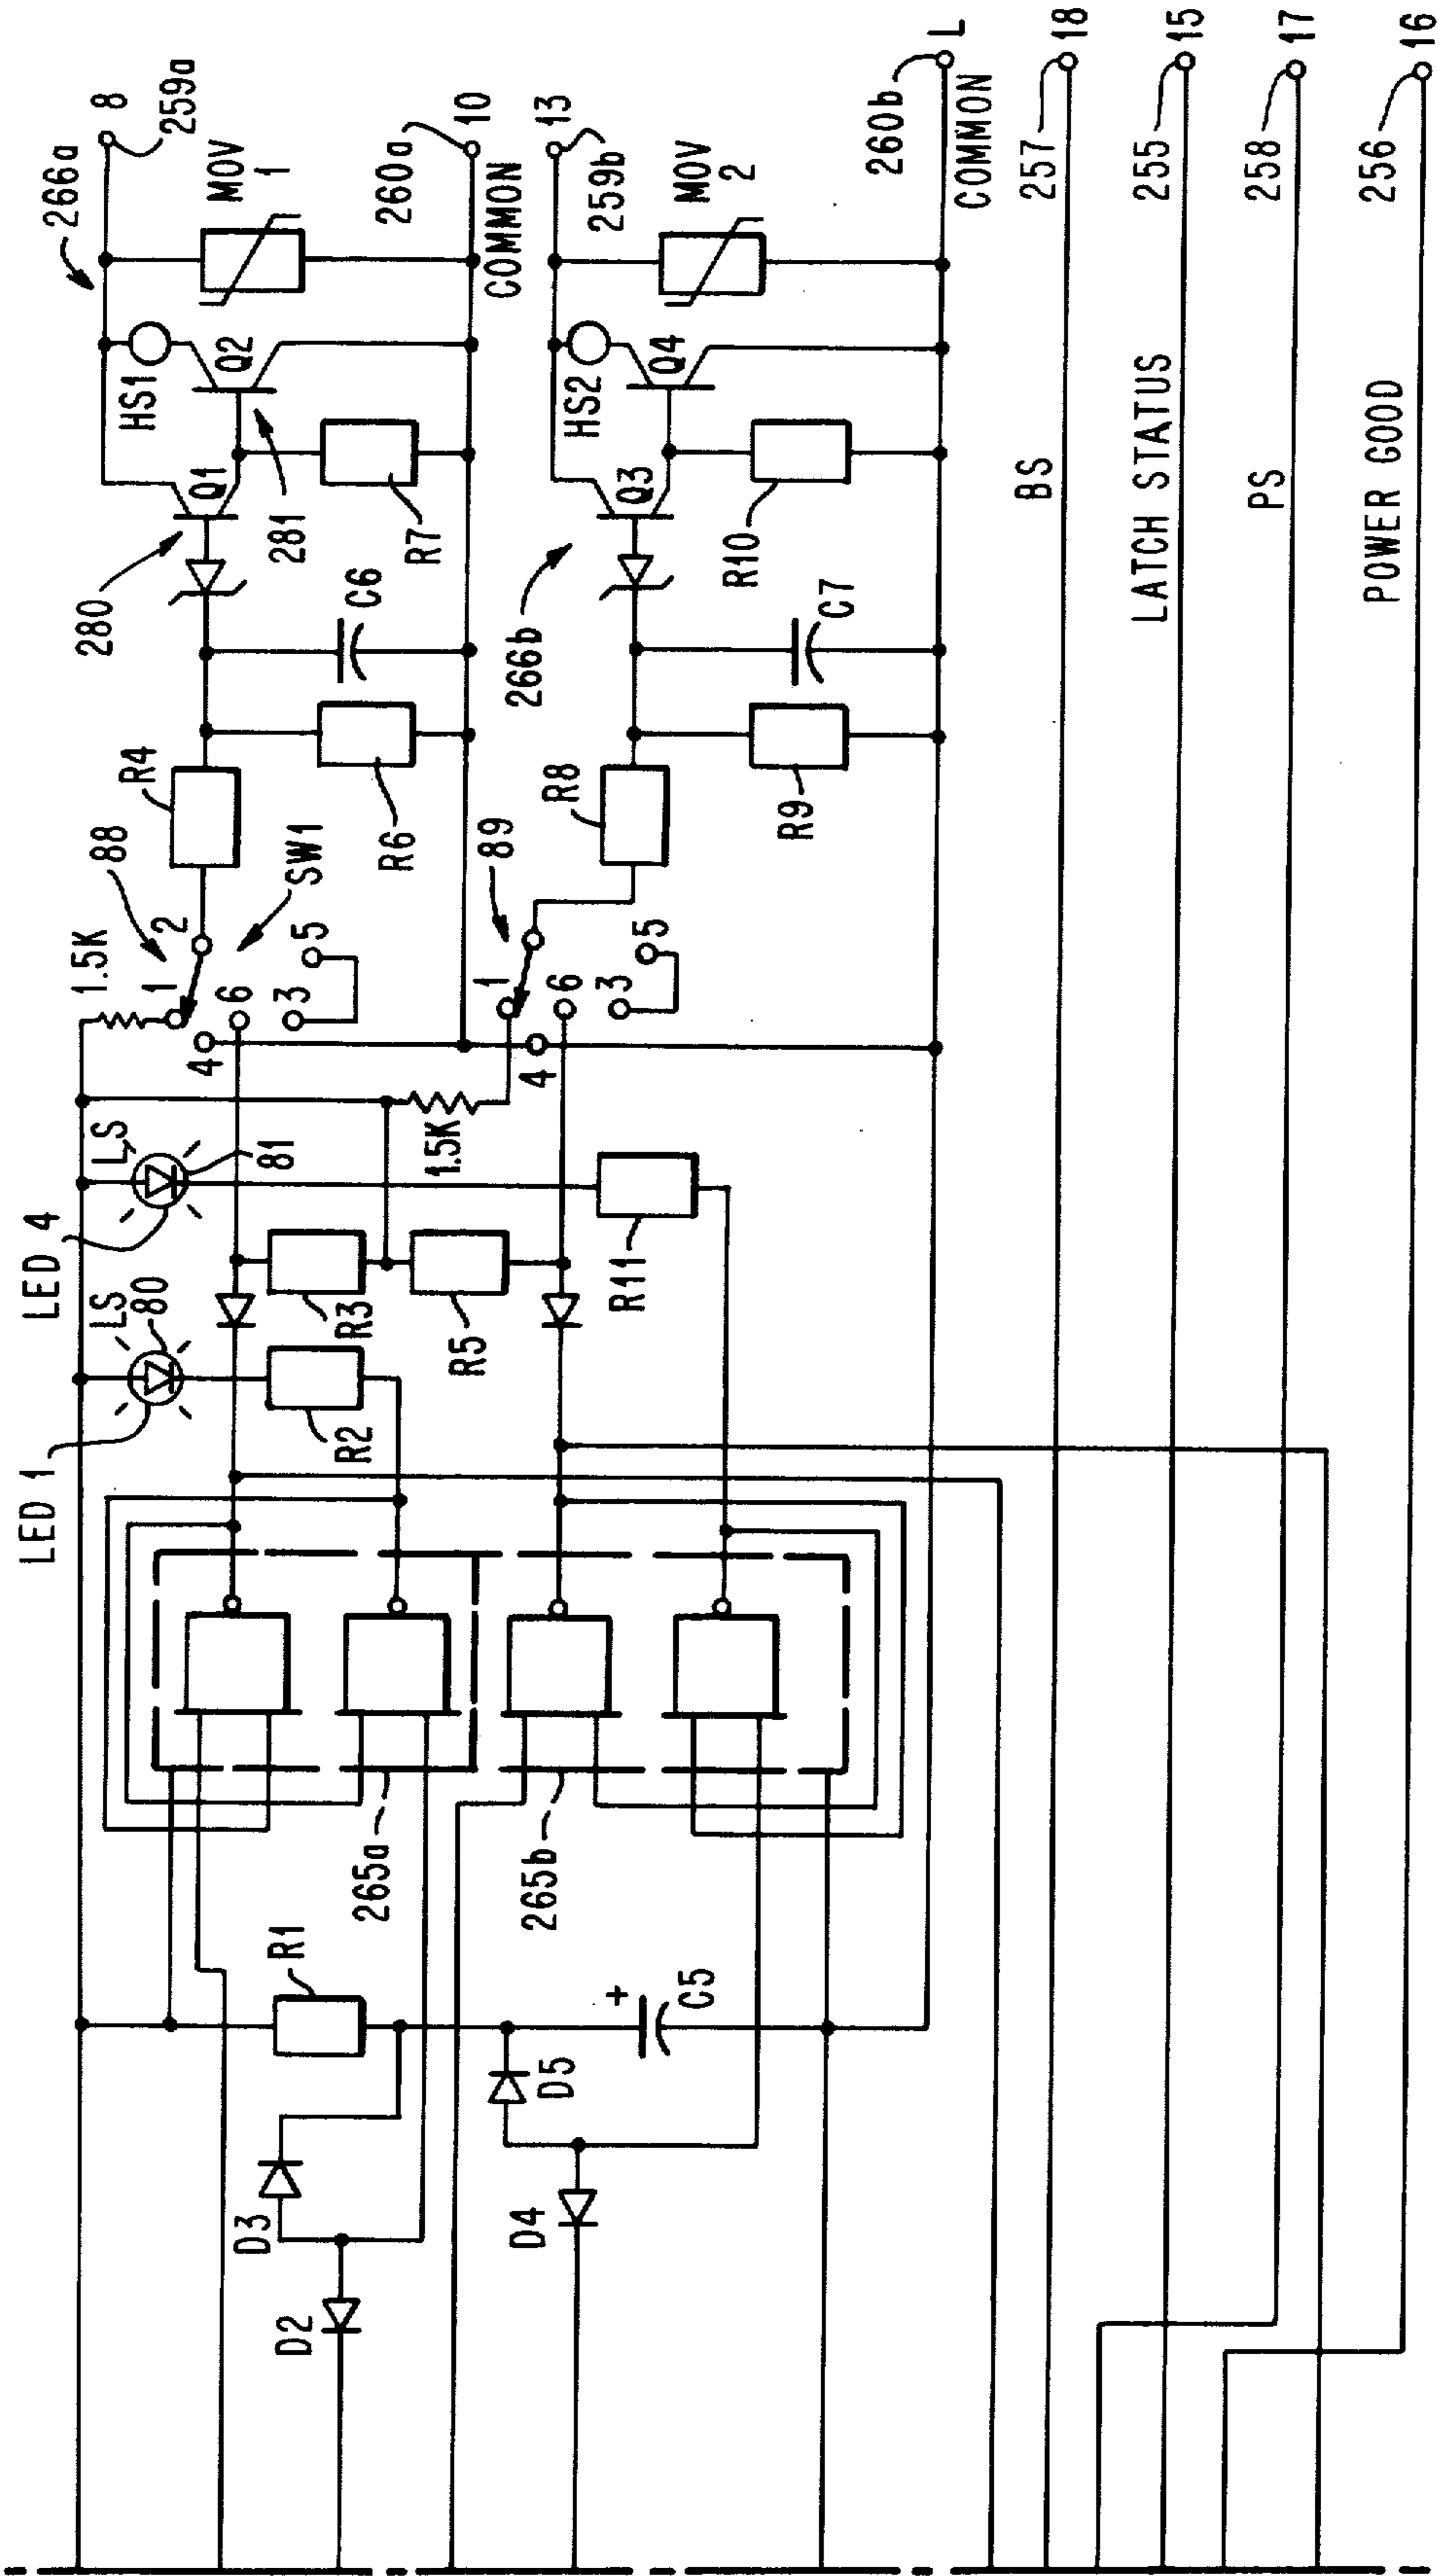 LED 1
LED 4
LS
80
LS
81
1.5K
88
1
2
SW1
6
4
3
5
R4
280
Q1
HS1
Q2
266a
8
259a
MOV
1
281
R7
C6
R6
260a
10
COMMON
R2
R3
R5
1.5K
4
1
6
3
5
89
R8
266b
Q3
HS2
Q4
13
259b
MOV
2
R10
C7
R9
R11
260b
L
COMMON
265a
265b
R1
D3
D2
D5
D4
+
C5
BS
257
18
LATCH STATUS
255
15
PS
258
17
POWER GOOD
256
16